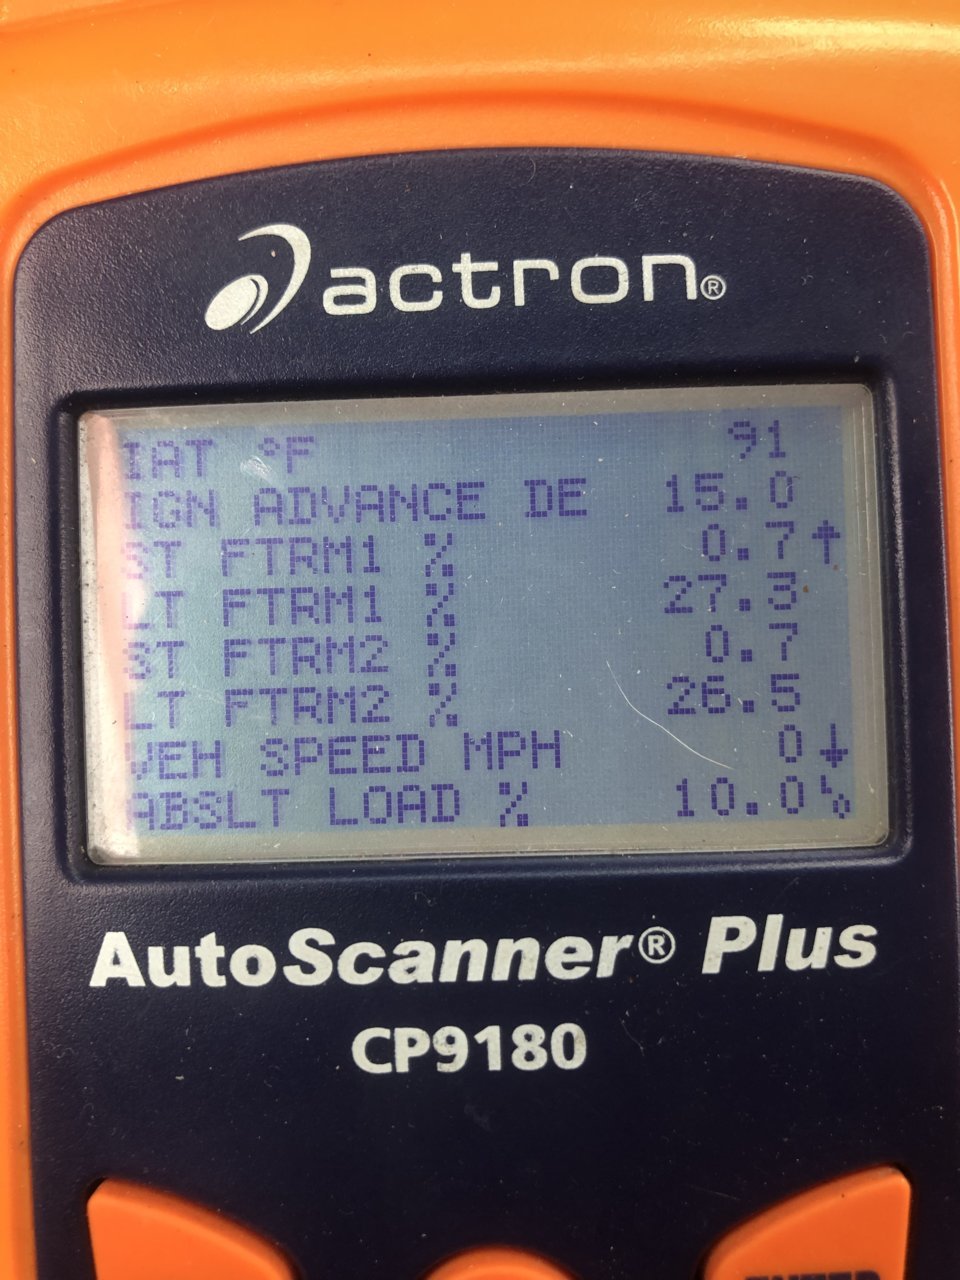 actron®
IAT °F 91
IGN ADVANCE DE 15.0
ST FTRM1 % 0.7↑
LT FTRM1 % 27.3
ST FTRM2 % 0.7
LT FTRM2 % 26.5
VEH SPEED MPH 0↓
ABSLT LOAD % 10.0
AutoScanner® Plus
CP9180